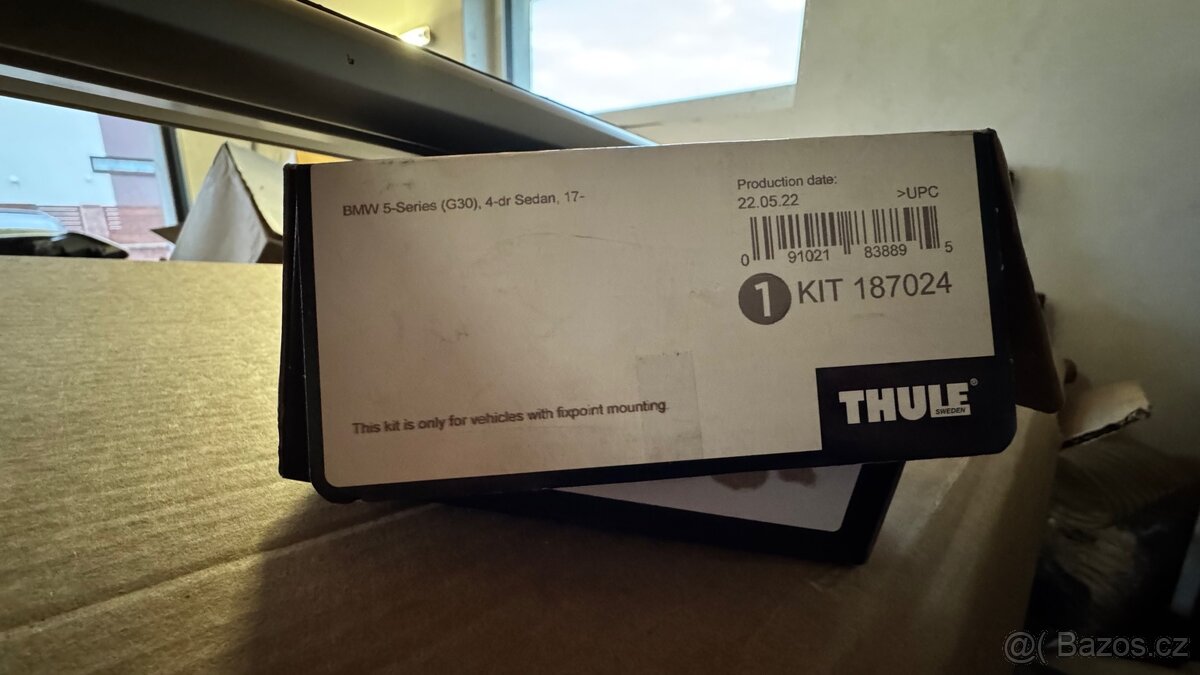 BMW 5-Series (G30), 4-dr Sedan, 17-
Production date:
22.05.22
>UPC
0 91021 83889 5
1 KIT 187024
This kit is only for vehicles with fixpoint mounting.
THULE®
SWEDEN
@( Bazos.cz